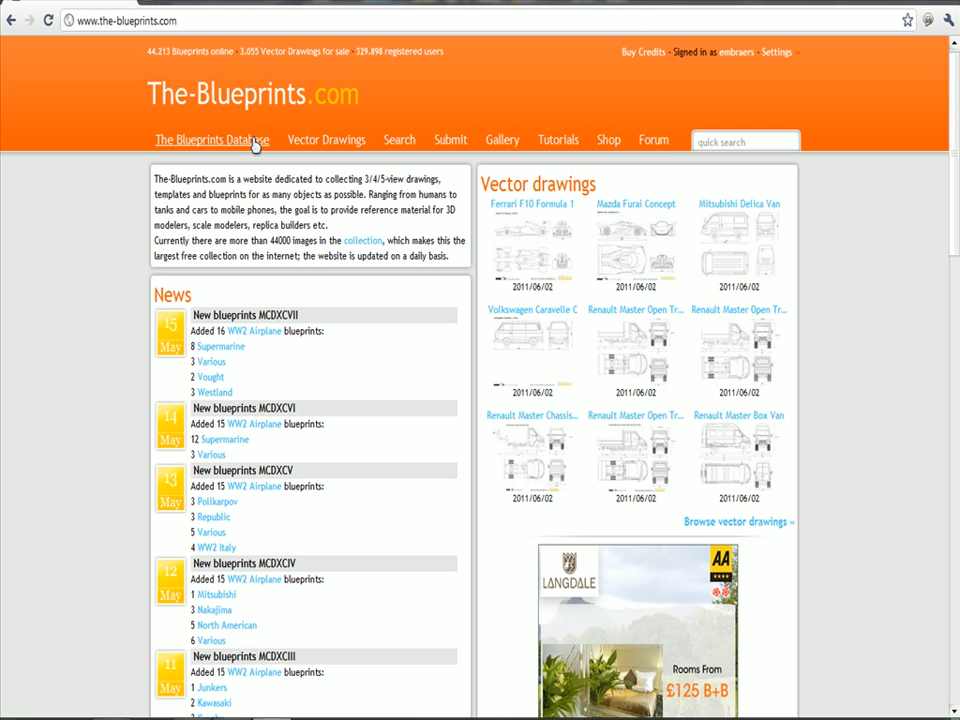 www.the-blueprints.com
44.213 Blueprints online - 3.055 Vector Drawings for sale - 329.898 registered users
Buy Credits - Signed in as embraers - Settings
The-Blueprints.com
The Blueprints Database Vector Drawings Search Submit Gallery Tutorials Shop Forum quick search
The-Blueprints.com is a website dedicated to collecting 3/4/5-view drawings,
templates and blueprints for as many objects as possible. Ranging from humans to
tanks and cars to mobile phones, the goal is to provide reference material for 3D
modelers, scale modelers, replica builders etc.
Currently there are more than 44000 images in the collection, which makes this the
largest free collection on the internet; the website is updated on a daily basis.
News
15 May
New blueprints MCDXCVII
Added 16 WW2 Airplane blueprints:
8 Supermarine
3 Various
2 Vought
3 Westland
14 May
New blueprints MCDXCVI
Added 15 WW2 Airplane blueprints:
12 Supermarine
3 Various
13 May
New blueprints MCDXCV
Added 15 WW2 Airplane blueprints:
3 Polikarpov
3 Republic
5 Various
4 WW2 Italy
12 May
New blueprints MCDXCIV
Added 15 WW2 Airplane blueprints:
1 Mitsubishi
3 Nakajima
5 North American
6 Various
11 May
New blueprints MCDXCIII
Added 15 WW2 Airplane blueprints:
1 Junkers
2 Kawasaki
Vector drawings
Ferrari F10 Formula 1 Mazda Furai Concept Mitsubishi Delica Van
2011/06/02 2011/06/02 2011/06/02
Volkswagen Caravelle C Renault Master Open Tr... Renault Master Open Tr...
2011/06/02 2011/06/02 2011/06/02
Renault Master Chassis... Renault Master Open Tr... Renault Master Box Van
2011/06/02 2011/06/02 2011/06/02
Browse vector drawings »
LANGDALE
AA
Rooms From
£125 B+B